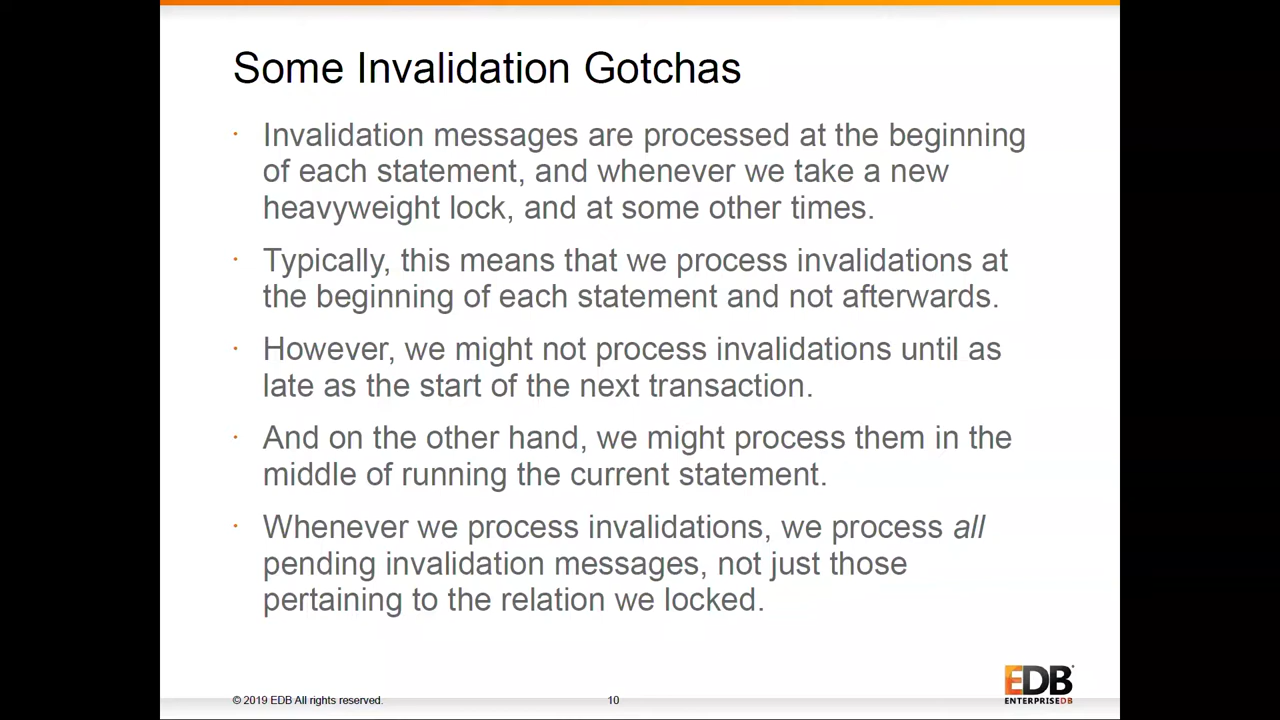 Some Invalidation Gotchas
· Invalidation messages are processed at the beginning
of each statement, and whenever we take a new
heavyweight lock, and at some other times.
· Typically, this means that we process invalidations at
the beginning of each statement and not afterwards.
· However, we might not process invalidations until as
late as the start of the next transaction.
· And on the other hand, we might process them in the
middle of running the current statement.
· Whenever we process invalidations, we process all
pending invalidation messages, not just those
pertaining to the relation we locked.
© 2019 EDB All rights reserved.
10
EDB
ENTERPRISEDB